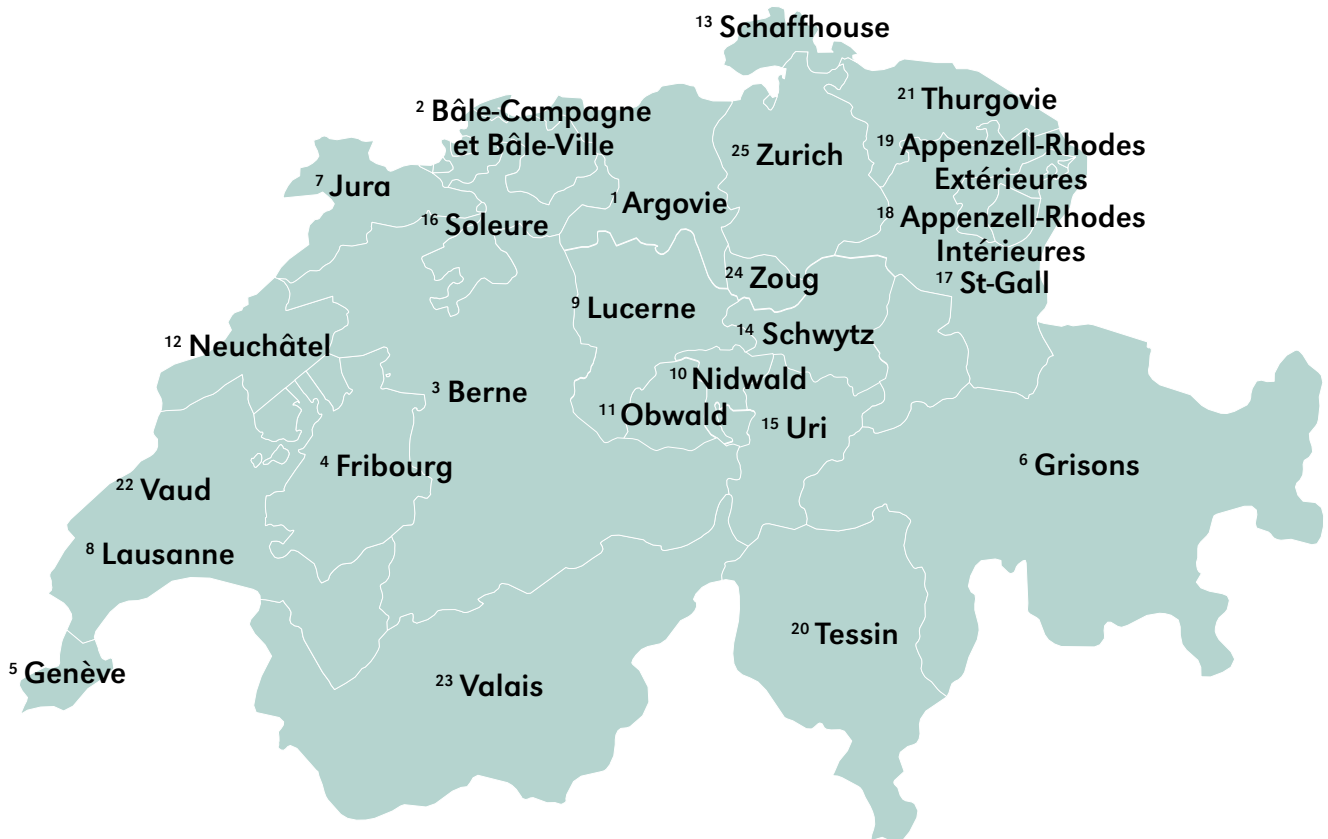 13 Schaffhouse
21 Thurgovie
2 Bâle-Campagne
et Bâle-Ville
19 Appenzell-Rhodes
Extérieures
25 Zurich
7 Jura
1 Argovie
16 Soleure
18 Appenzell-Rhodes
Intérieures
24 Zoug
17 St-Gall
9 Lucerne
14 Schwytz
12 Neuchâtel
10 Nidwald
3 Berne
11 Obwald
15 Uri
4 Fribourg
6 Grisons
22 Vaud
8 Lausanne
20 Tessin
5 Genève
23 Valais